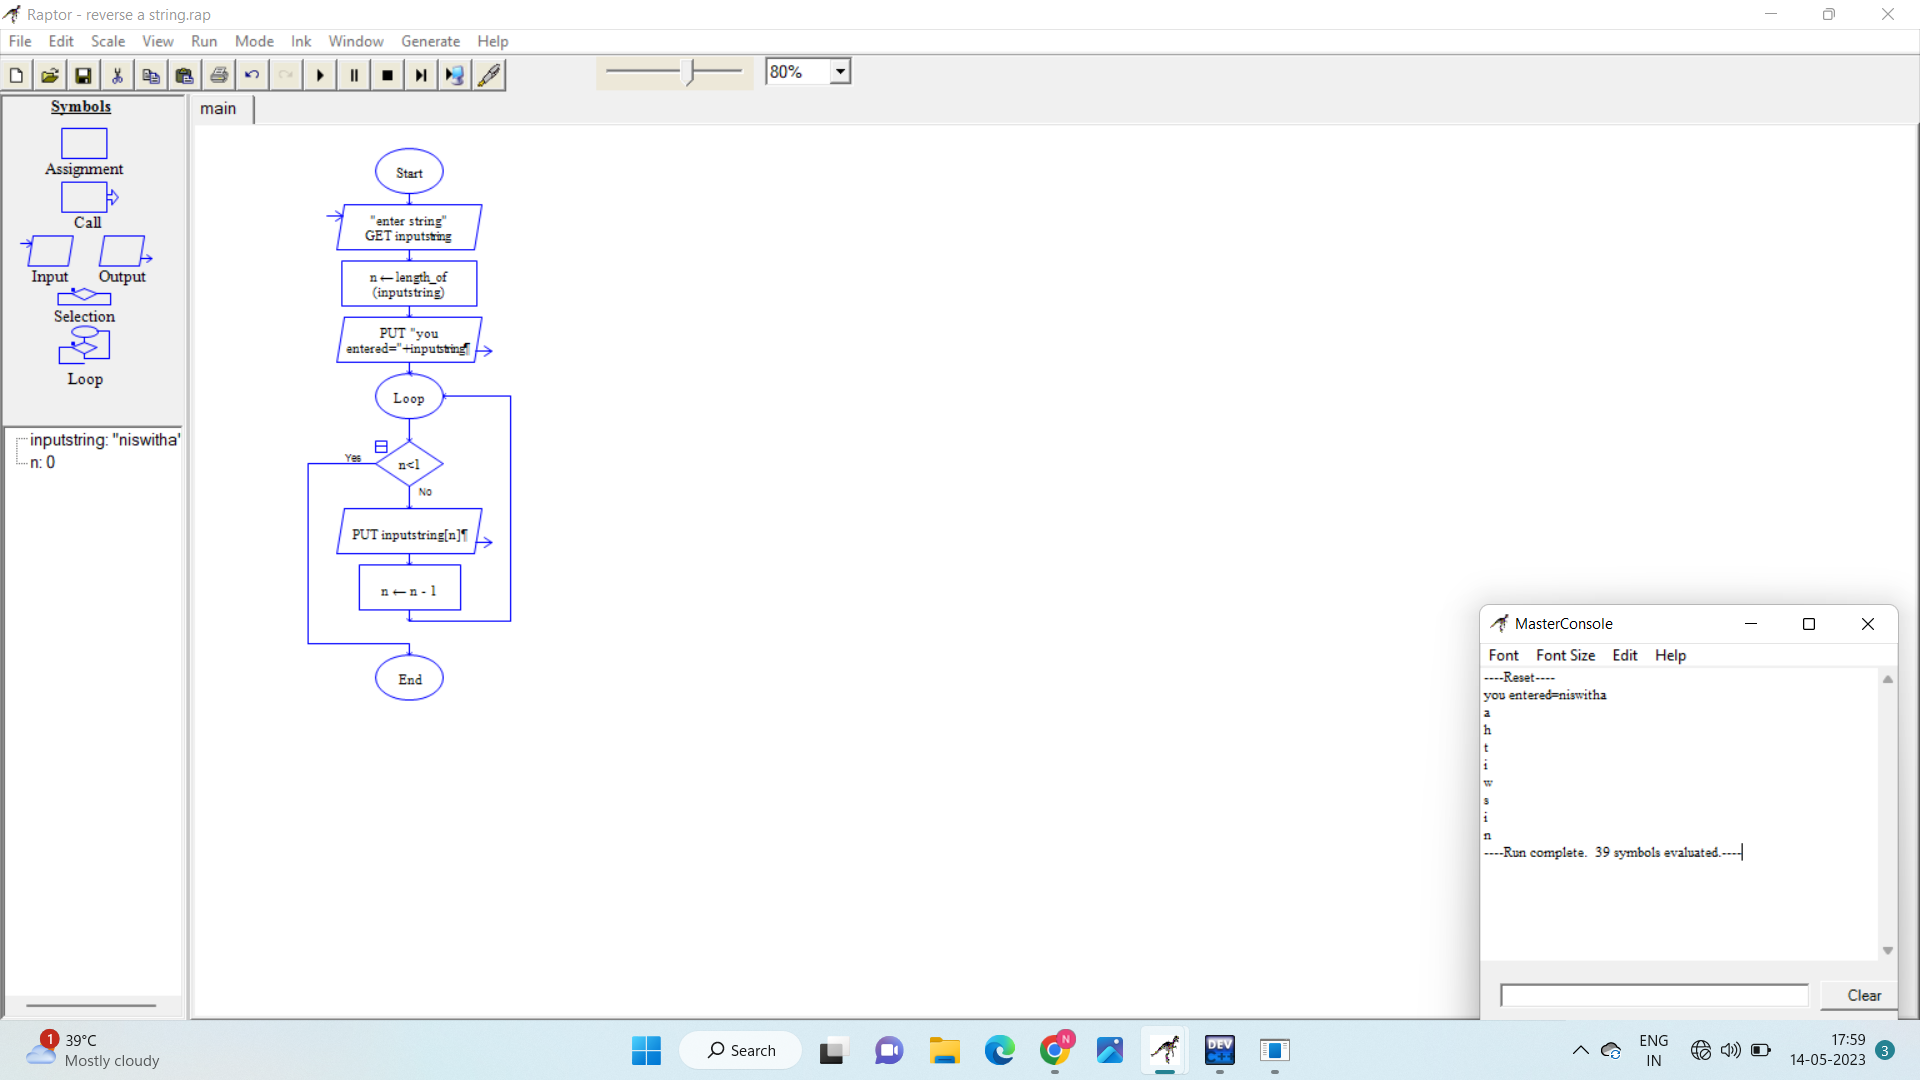 Raptor - reverse a string.rap
File Edit Scale View Run Mode Ink Window Generate Help
80%
Symbols
Assignment
Call
Input Output
Selection
Loop
inputstring: "niswitha"
n: 0
main
Start
"enter string"
GET inputstring
n←length_of
(inputstring)
PUT "you
entered="+inputstring¶
Loop
Yes
n<1
No
PUT inputstring[n]¶
n←n - 1
End
MasterConsole
Font Font Size Edit Help
----Reset----
you entered=niswitha
a
h
t
i
w
s
i
n
----Run complete.  39 symbols evaluated.----
Clear
1
39°C
Mostly cloudy
Search
N
DEV
C++
ENG
IN
17:59
14-05-2023
3